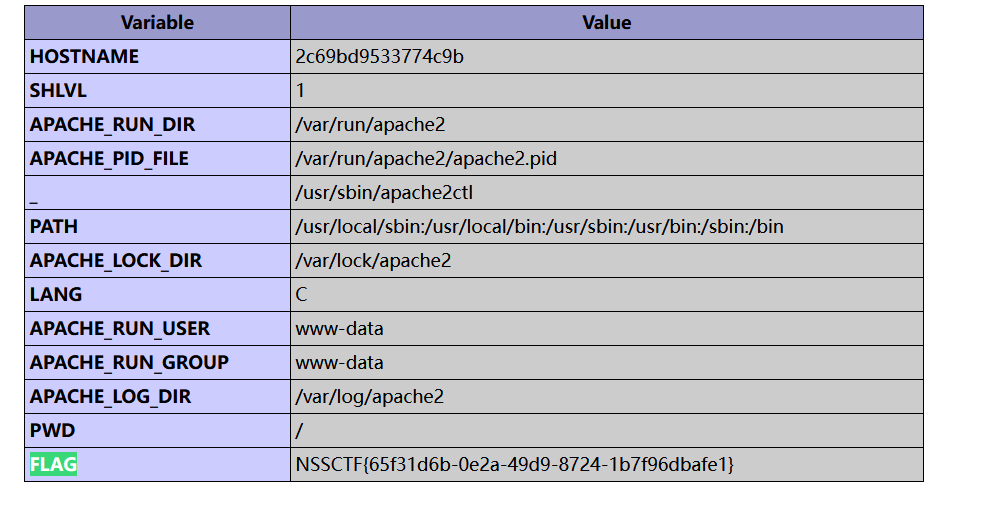 Variable Value
HOSTNAME 2c69bd9533774c9b
SHLVL 1
APACHE_RUN_DIR /var/run/apache2
APACHE_PID_FILE /var/run/apache2/apache2.pid
_ /usr/sbin/apache2ctl
PATH /usr/local/sbin:/usr/local/bin:/usr/sbin:/usr/bin:/sbin:/bin
APACHE_LOCK_DIR /var/lock/apache2
LANG C
APACHE_RUN_USER www-data
APACHE_RUN_GROUP www-data
APACHE_LOG_DIR /var/log/apache2
PWD /
FLAG NSSCTF{65f31d6b-0e2a-49d9-8724-1b7f96dbafe1}